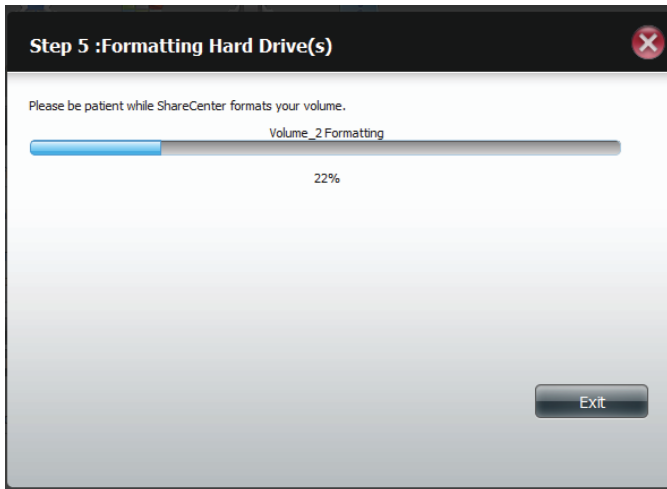 Step 5 :Formatting Hard Drive(s)
Please be patient while ShareCenter formats your volume.
Volume_2 Formatting
22%
Exit